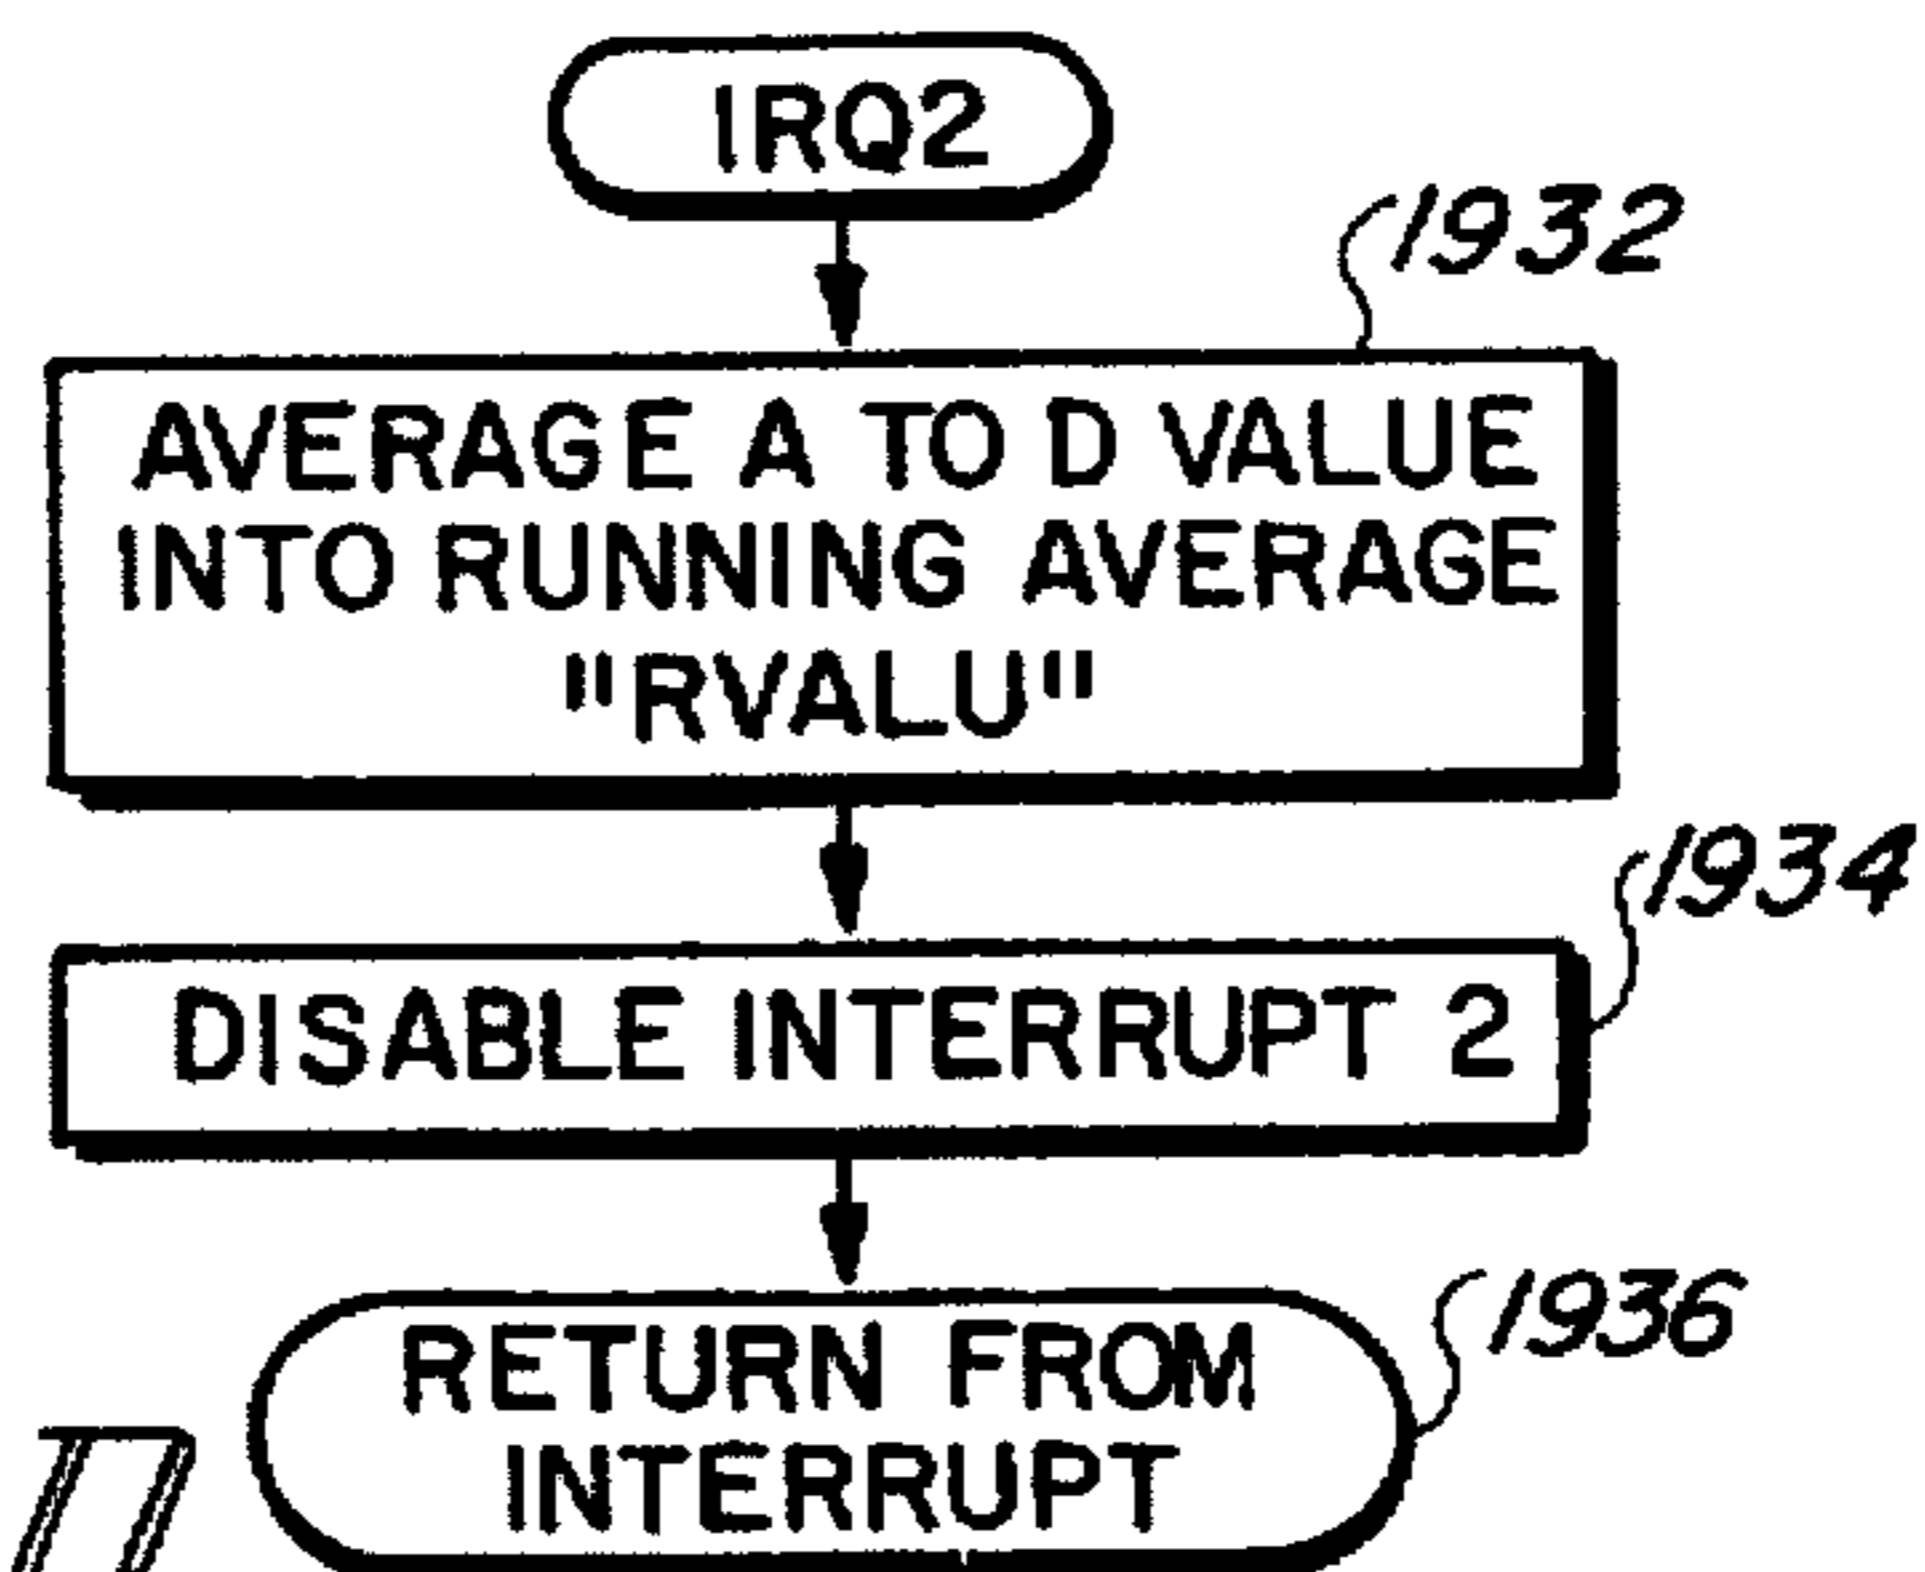 IRQ2
1932
AVERAGE A TO D VALUE
INTO RUNNING AVERAGE
"RVALU"
1934
DISABLE INTERRUPT 2
1936
RETURN FROM
INTERRUPT